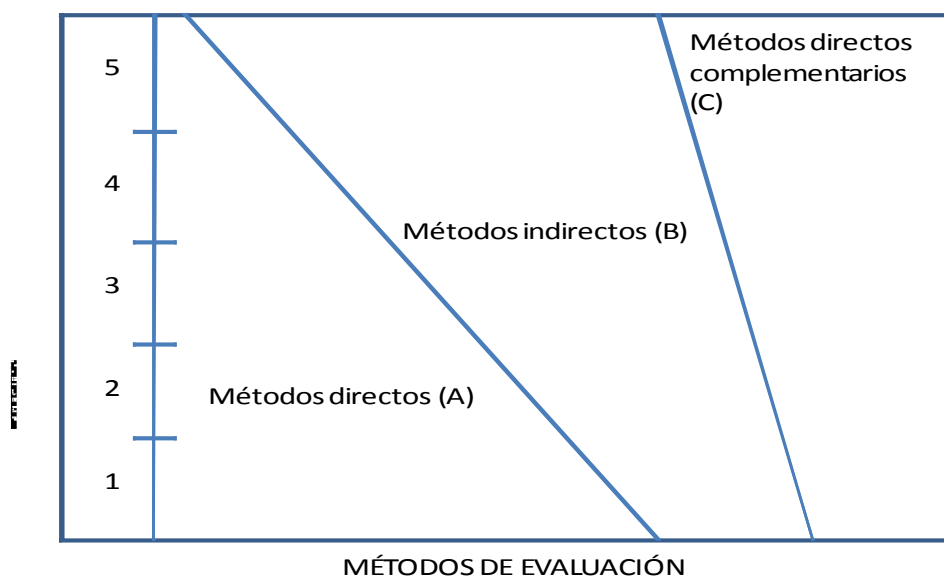 Métodos directos
complementarios
(C)
5
4
Métodos indirectos (B)
3
2
Métodos directos (A)
1
MÉTODOS DE EVALUACIÓN